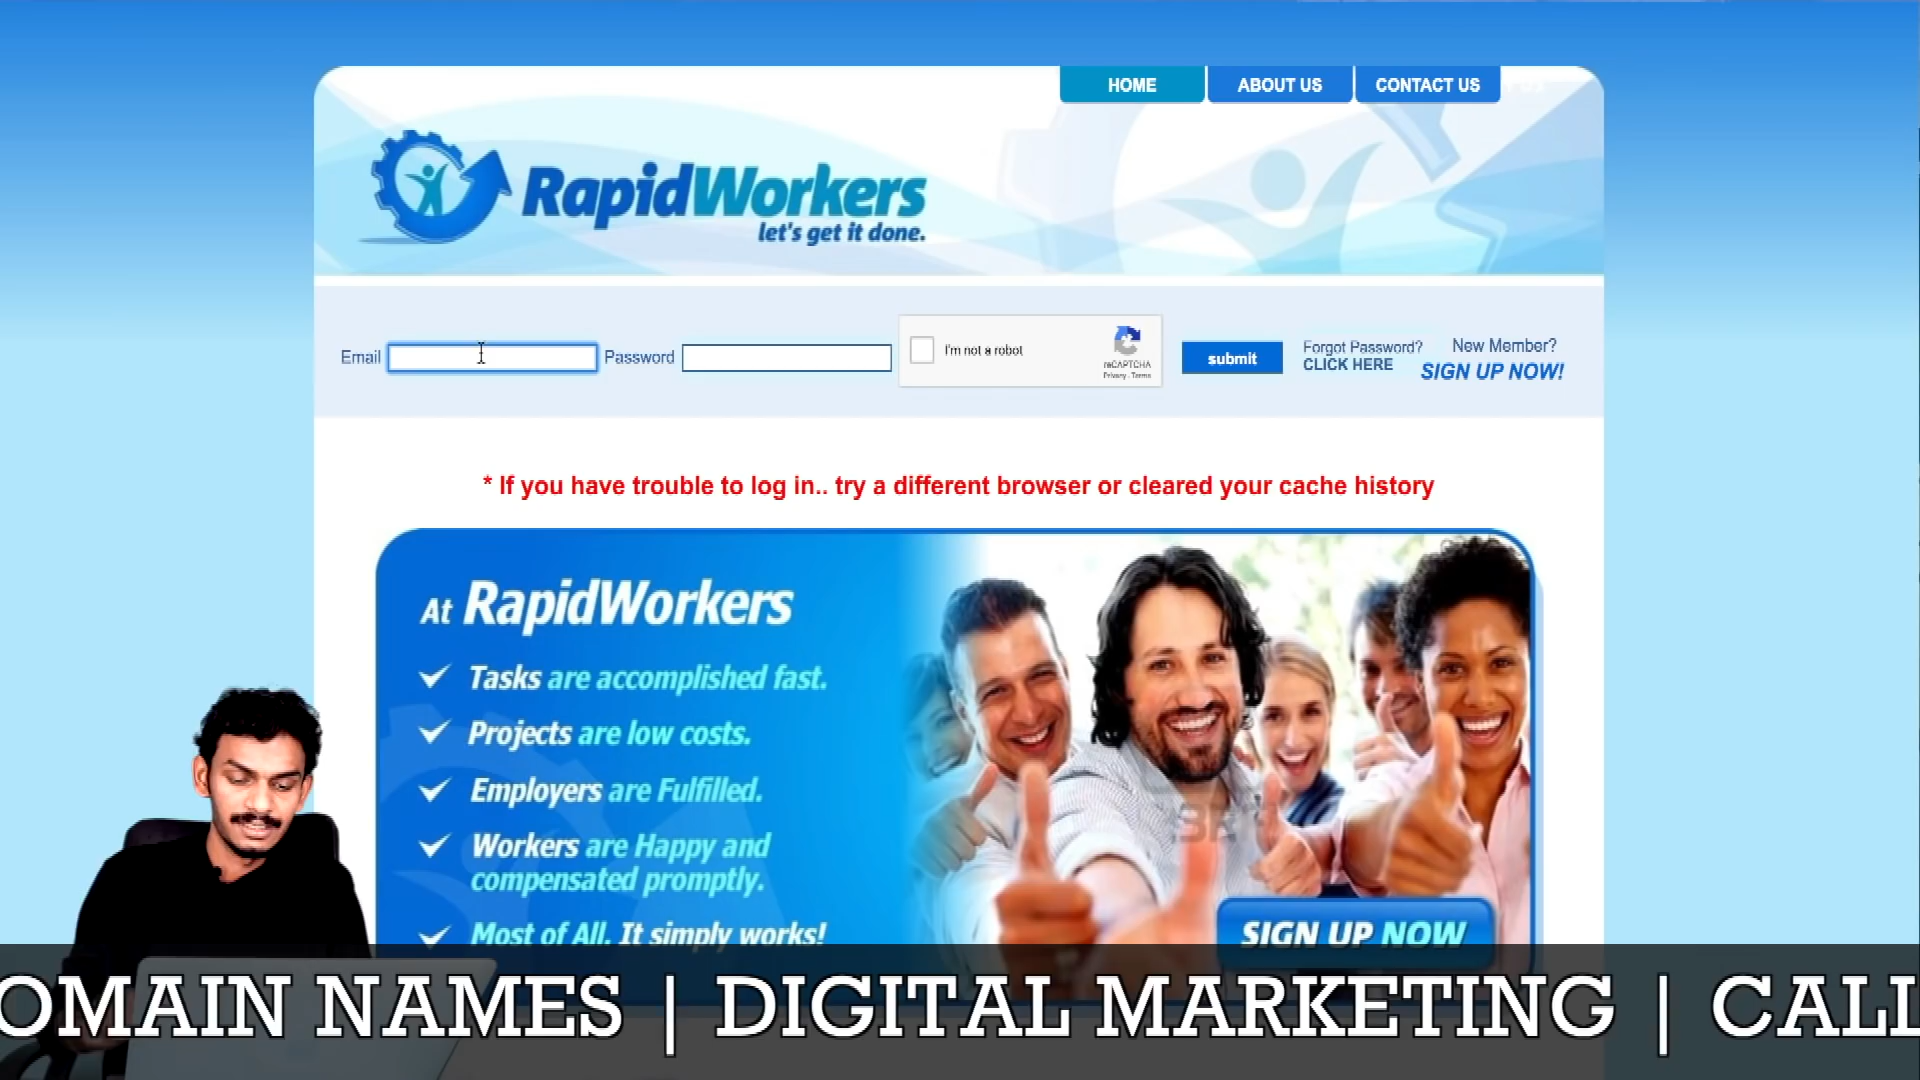 HOME
ABOUT US
CONTACT US
RapidWorkers
let's get it done.
Email
Password
I'm not a robot
reCAPTCHA
Privacy - Terms
submit
Forgot Password?
CLICK HERE
New Member?
SIGN UP NOW!
* If you have trouble to log in.. try a different browser or cleared your cache history
At RapidWorkers
Tasks are accomplished fast.
Projects are low costs.
Employers are Fulfilled.
Workers are Happy and
compensated promptly.
Most of All. It simply works!
SIGN UP NOW
OMAIN NAMES | DIGITAL MARKETING | CALL